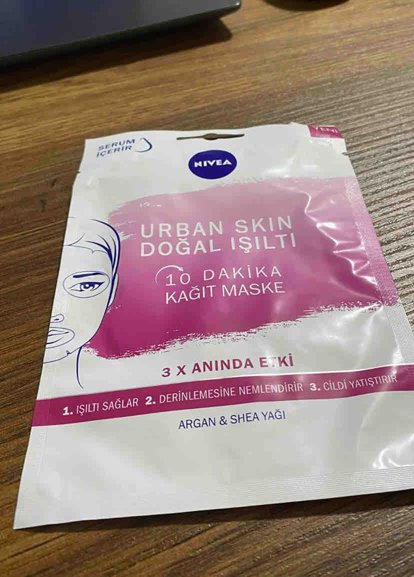 SERUM
İÇERİR
YENİ
NIVEA
URBAN SKIN
DOĞAL IŞILTI
10 DAKİKA
KAĞIT MASKE
3 X ANINDA ETKİ
1. IŞILTI SAĞLAR 2. DERİNLEMESİNE NEMLENDİRİR 3. CİLDİ YATIŞTIRIR
ARGAN & SHEA YAĞI